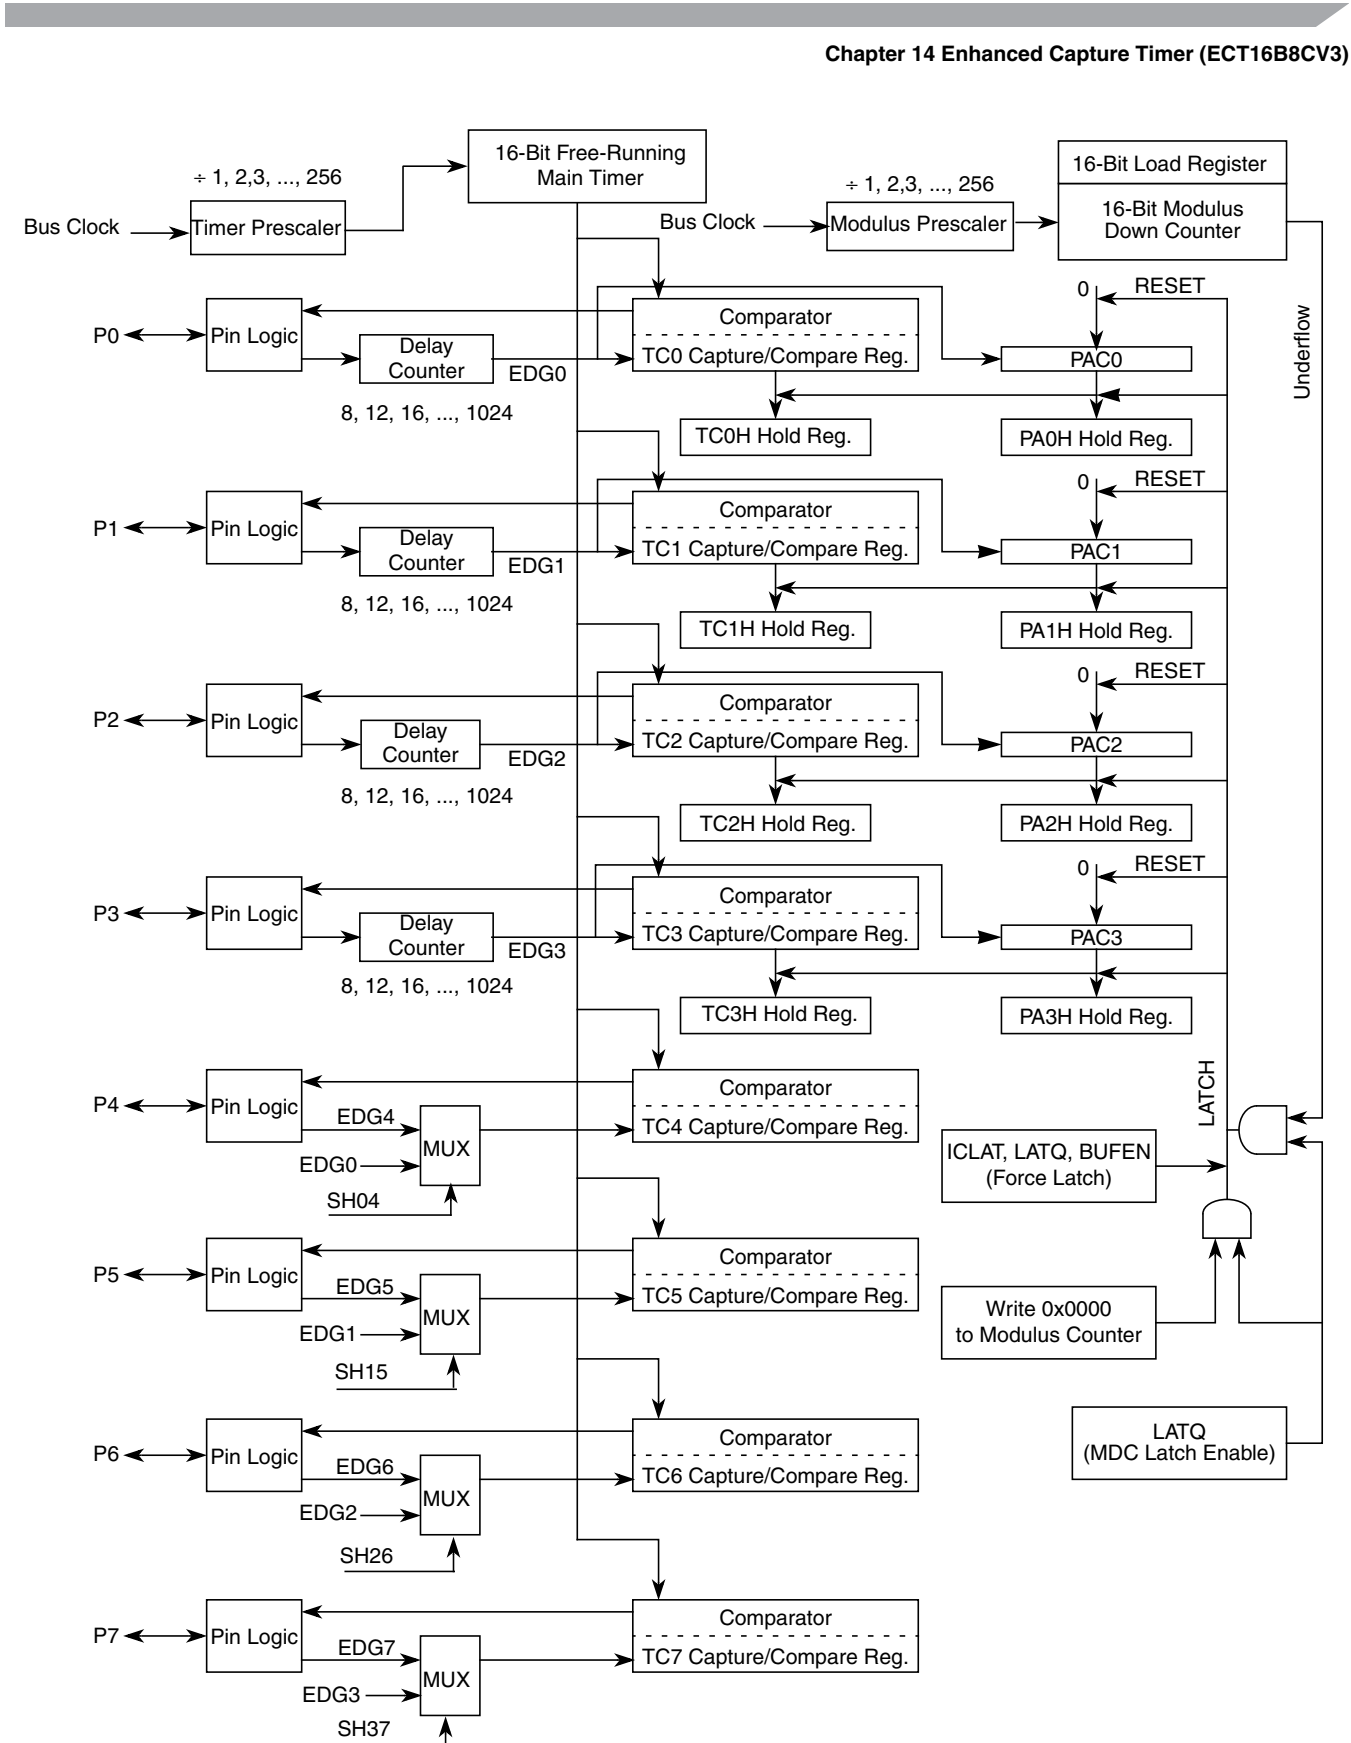 Chapter 14 Enhanced Capture Timer (ECT16B8CV3)
16-Bit Free-Running
Main Timer
÷ 1, 2,3, ..., 256
Bus Clock
Timer Prescaler
÷ 1, 2,3, ..., 256
Bus Clock
Modulus Prescaler
16-Bit Load Register
16-Bit Modulus
Down Counter
Underflow
P0
Pin Logic
Delay
Counter
8, 12, 16, ..., 1024
EDG0
Comparator
TC0 Capture/Compare Reg.
TC0H Hold Reg.
0
RESET
PAC0
PA0H Hold Reg.
P1
Pin Logic
Delay
Counter
8, 12, 16, ..., 1024
EDG1
Comparator
TC1 Capture/Compare Reg.
TC1H Hold Reg.
0
RESET
PAC1
PA1H Hold Reg.
P2
Pin Logic
Delay
Counter
8, 12, 16, ..., 1024
EDG2
Comparator
TC2 Capture/Compare Reg.
TC2H Hold Reg.
0
RESET
PAC2
PA2H Hold Reg.
P3
Pin Logic
Delay
Counter
8, 12, 16, ..., 1024
EDG3
Comparator
TC3 Capture/Compare Reg.
TC3H Hold Reg.
0
RESET
PAC3
PA3H Hold Reg.
P4
Pin Logic
EDG4
EDG0
MUX
SH04
Comparator
TC4 Capture/Compare Reg.
LATCH
ICLAT, LATQ, BUFEN
(Force Latch)
P5
Pin Logic
EDG5
EDG1
MUX
SH15
Comparator
TC5 Capture/Compare Reg.
Write 0x0000
to Modulus Counter
P6
Pin Logic
EDG6
EDG2
MUX
SH26
Comparator
TC6 Capture/Compare Reg.
LATQ
(MDC Latch Enable)
P7
Pin Logic
EDG7
EDG3
MUX
SH37
Comparator
TC7 Capture/Compare Reg.